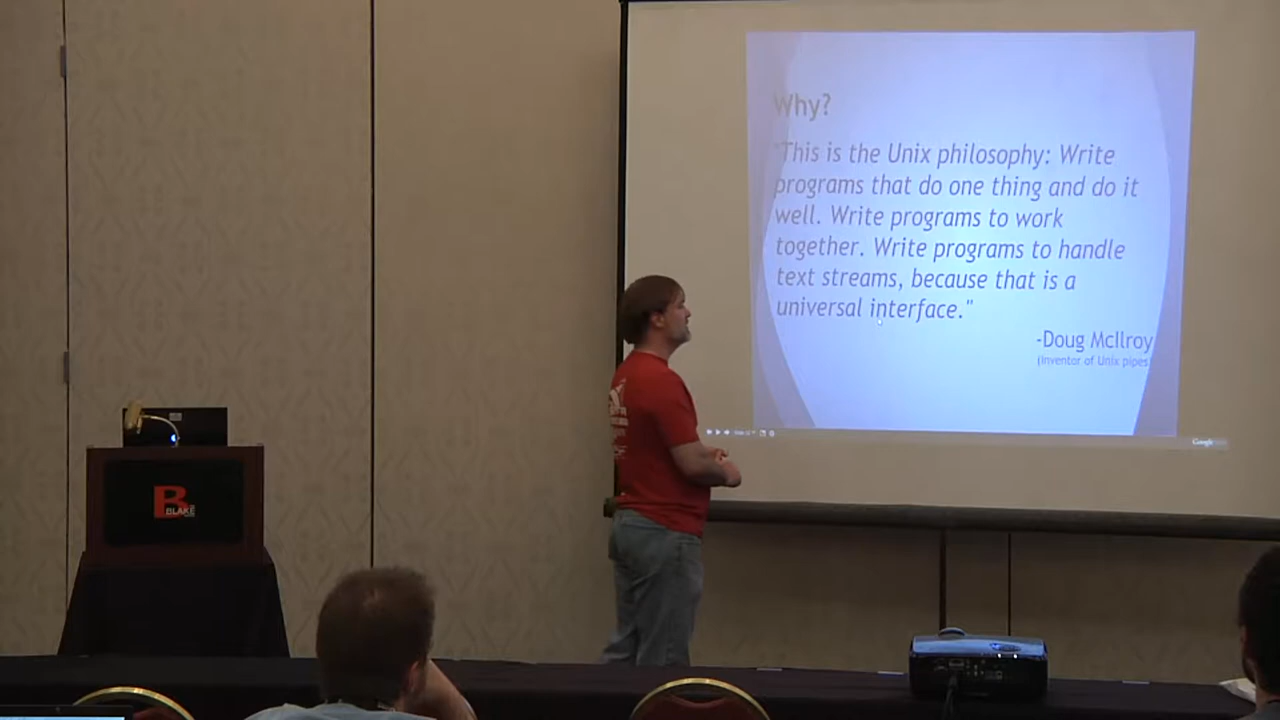 Why?
"This is the Unix philosophy: Write
programs that do one thing and do it
well. Write programs to work
together. Write programs to handle
text streams, because that is a
universal interface."
-Doug McIlroy
(Inventor of Unix pipes
Google
B
BLAKE